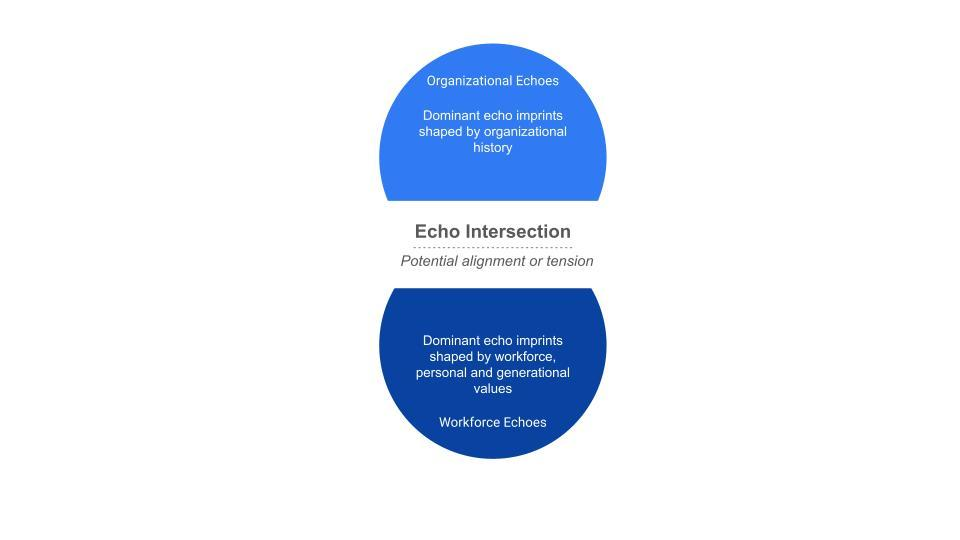 Organizational Echoes
Dominant echo imprints
shaped by organizational
history
Echo Intersection
Potential alignment or tension
Dominant echo imprints
shaped by workforce,
personal and generational
values
Workforce Echoes